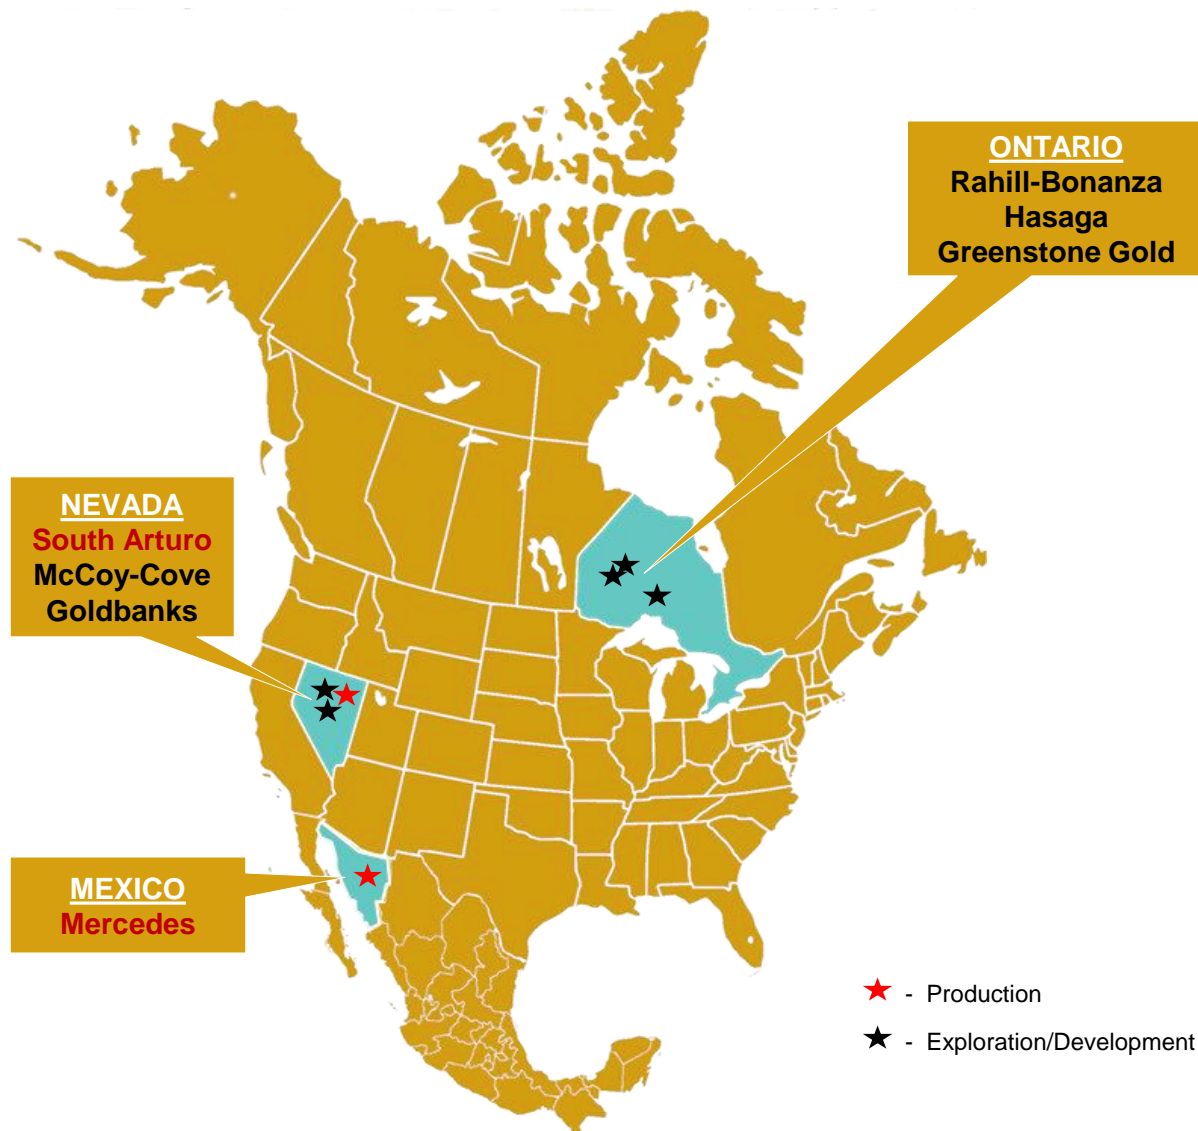 ONTARIO
Rahill-Bonanza
Hasaga
Greenstone Gold
NEVADA
South Arturo
McCoy-Cove
Goldbanks
MEXICO
Mercedes
- Production
- Exploration/Development